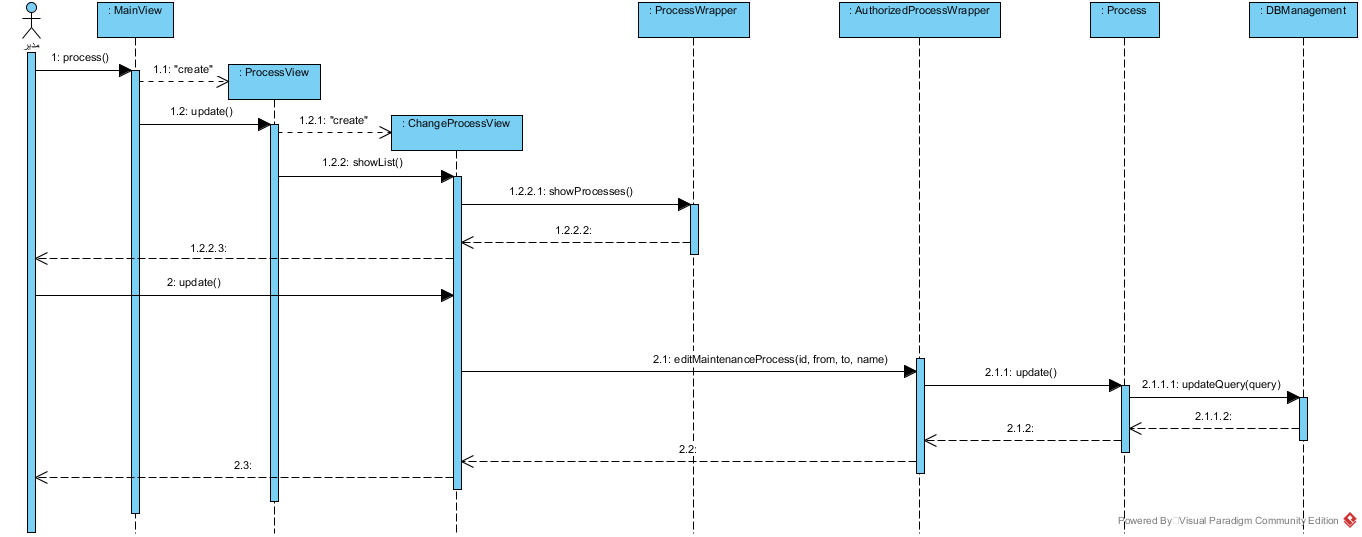 : MainView
: ProcessWrapper
: AuthorizedProcessWrapper
: Process
: DBManagement
مدیر
1: process()
1.1: "create"
: ProcessView
1.2: update()
1.2.1: "create"
: ChangeProcessView
1.2.2: showList()
1.2.2.1: showProcesses()
1.2.2.2:
1.2.2.3:
2: update()
2.1: editMaintenanceProcess(id, from, to, name)
2.1.1: update()
2.1.1.1: updateQuery(query)
2.1.1.2:
2.1.2:
2.2:
2.3:
Powered By Visual Paradigm Community Edition